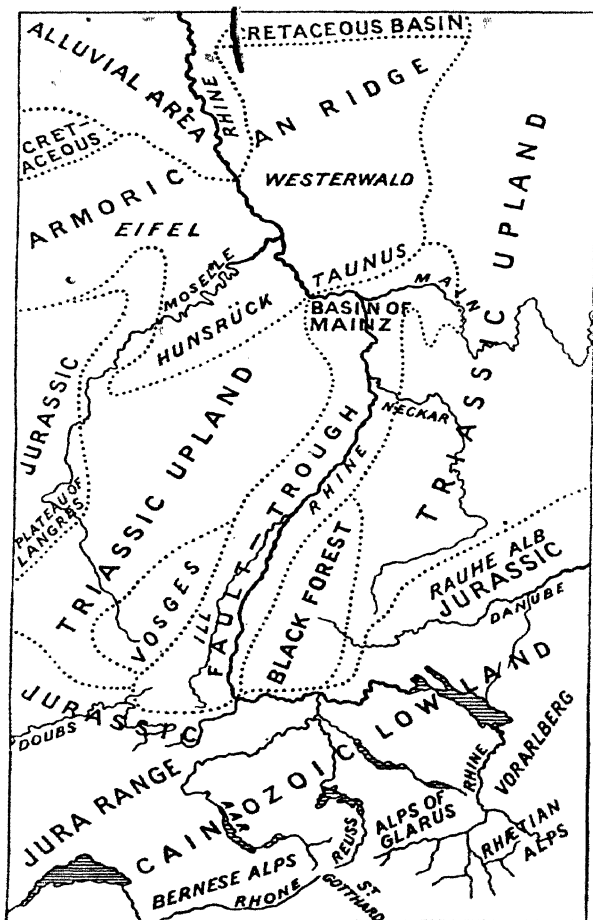 CRETACEOUS BASIN
ALLUVIAL AREA
RHINE
CRET-
ACEOUS
ARMORICAN RIDGE
WESTERWALD
EIFEL
MOSELLE
TAUNUS
MAIN
BASIN OF
MAINZ
HUNSRÜCK
TRIASSIC UPLAND
JURASSIC
NECKAR
TRIASSIC UPLAND
FAULT-TROUGH
RHINE
PLATEAU OF
LANGRES
VOSGES
ILL
BLACK FOREST
RAUHE ALB
JURASSIC
DANUBE
JURASSIC
DOUBS
CAINOZOIC LOWLAND
JURA RANGE
RHINE
VORARLBERG
AAR
REUSS
ALPS OF
GLARUS
RHÆTIAN
ALPS
BERNESE ALPS
RHONE
ST
GOTTHARD